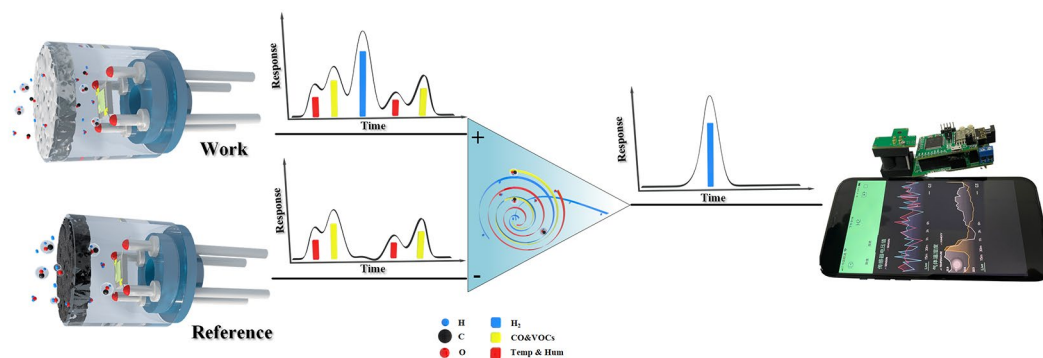 Response
Time
Work
Response
Time
Reference
+
-
Response
Time
H
C
O
H₂
CO&VOCs
Temp & Hum